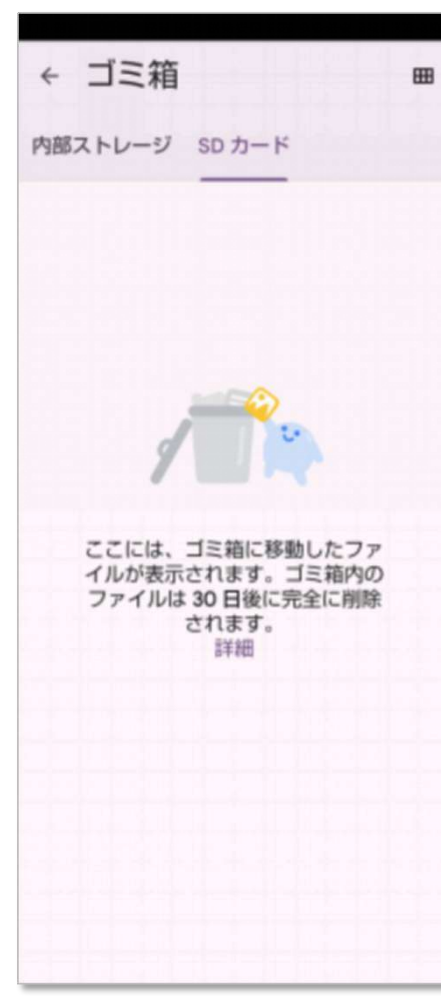 ゴミ箱
内部ストレージ SD カード
ここには、ゴミ箱に移動したファ
イルが表示されます。ゴミ箱内の
ファイルは 30 日後に完全に削除
されます。
詳細